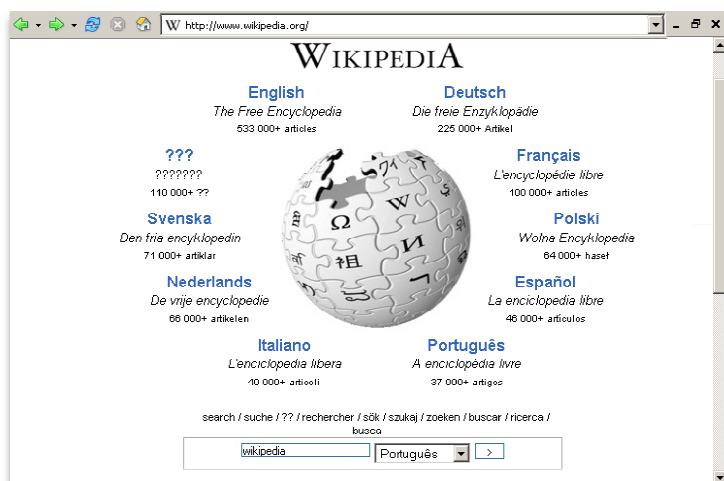 http://www.wikipedia.org/
WIKIPEDIA
English
The Free Encyclopedia
533 000+ articles
Deutsch
Die freie Enzyklopädie
225 000+ Artikel
???
???????
110 000+ ??
Français
L'encyclopédie libre
100 000+ articles
Svenska
Den fria encyklopedin
71 000+ artiklar
Polski
Wolna Encyklopedia
64 000+ haseł
Nederlands
De vrije encyclopedie
66 000+ artikelen
Español
La enciclopedia libre
46 000+ artículos
Italiano
L'enciclopedia libera
40 000+ articoli
Português
A enciclopédia livre
37 000+ artigos
Ω
W
祖
И
search / suche / ?? / rechercher / sök / szukaj / zoeken / buscar / ricerca /
busca
wikipedia Português >